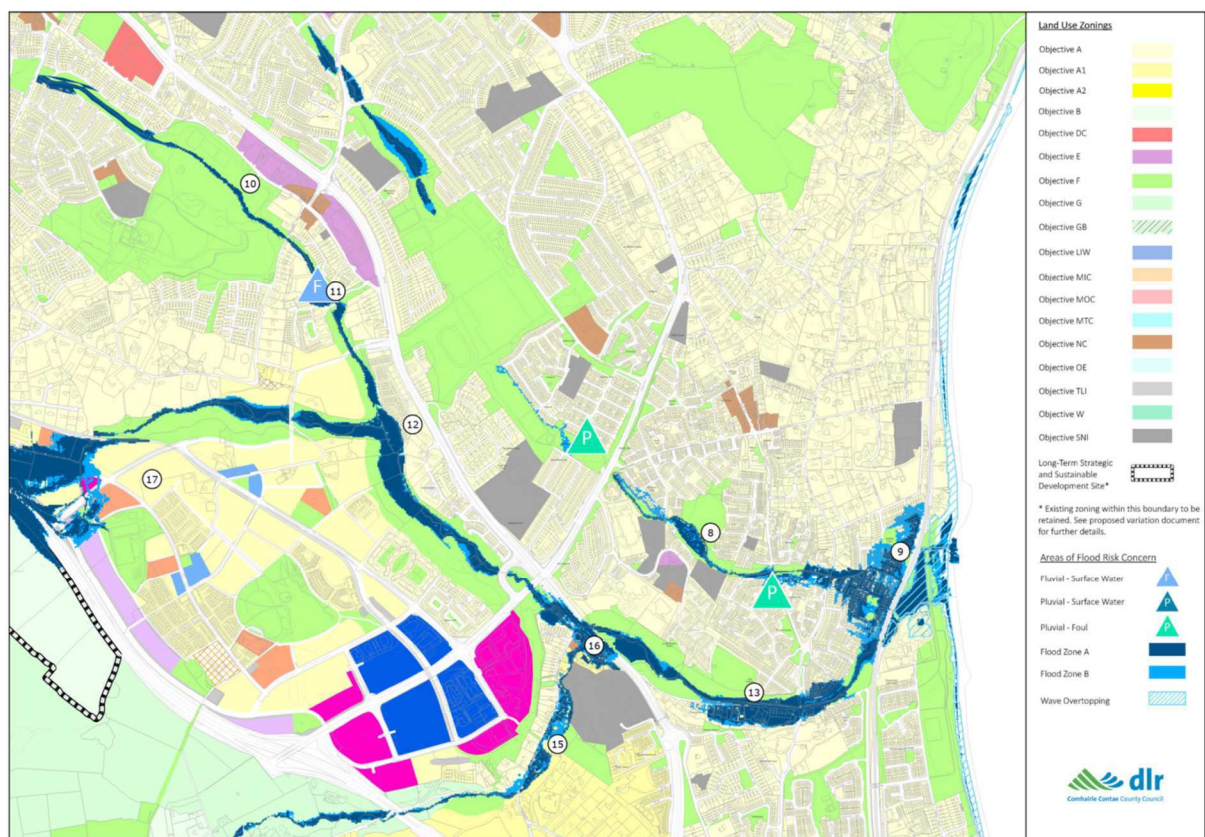 10
F
11
12
17
P
8
9
P
16
13
15
Land Use Zonings
Objective A
Objective A1
Objective A2
Objective B
Objective DC
Objective E
Objective F
Objective G
Objective GB
Objective LIW
Objective MIC
Objective MOC
Objective MTC
Objective NC
Objective OE
Objective TLI
Objective W
Objective SNI
Long-Term Strategic
and Sustainable
Development Site*
* Existing zoning within this boundary to be
retained. See proposed variation document
for further details.
Areas of Flood Risk Concern
Fluvial - Surface Water F
Pluvial - Surface Water P
Pluvial - Foul P
Flood Zone A
Flood Zone B
Wave Overtopping
dlr
Comhairle Contae County Council